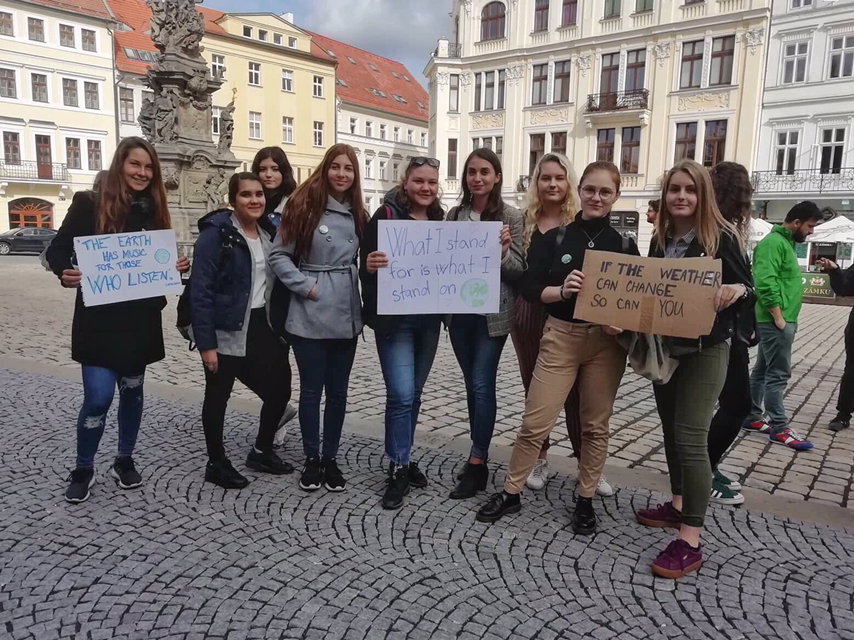 "THE EARTH
HAS MUSIC
FOR THOSE
WHO LISTEN."
What I stand
for is what I
stand on
IF THE WEATHER
CAN CHANGE
SO CAN YOU
ZÁMKU